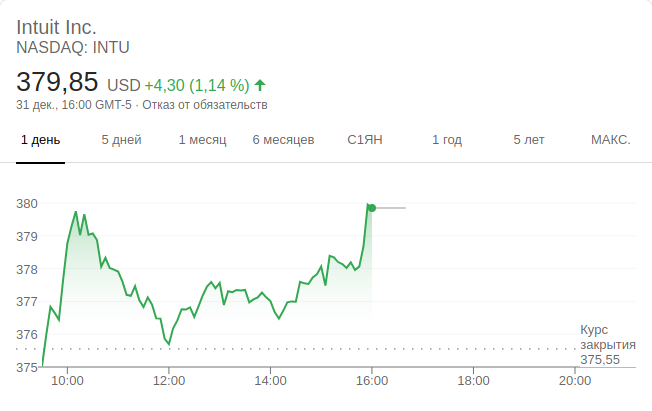 Intuit Inc.
NASDAQ: INTU
379,85 USD +4,30 (1,14 %)
31 дек., 16:00 GMT-5 · Отказ от обязательств
1 день 5 дней 1 месяц 6 месяцев С1ЯН 1 год 5 лет МАКС.
380
379
378
377
376
375
Курс
закрытия
375,55
10:00 12:00 14:00 16:00 18:00 20:00